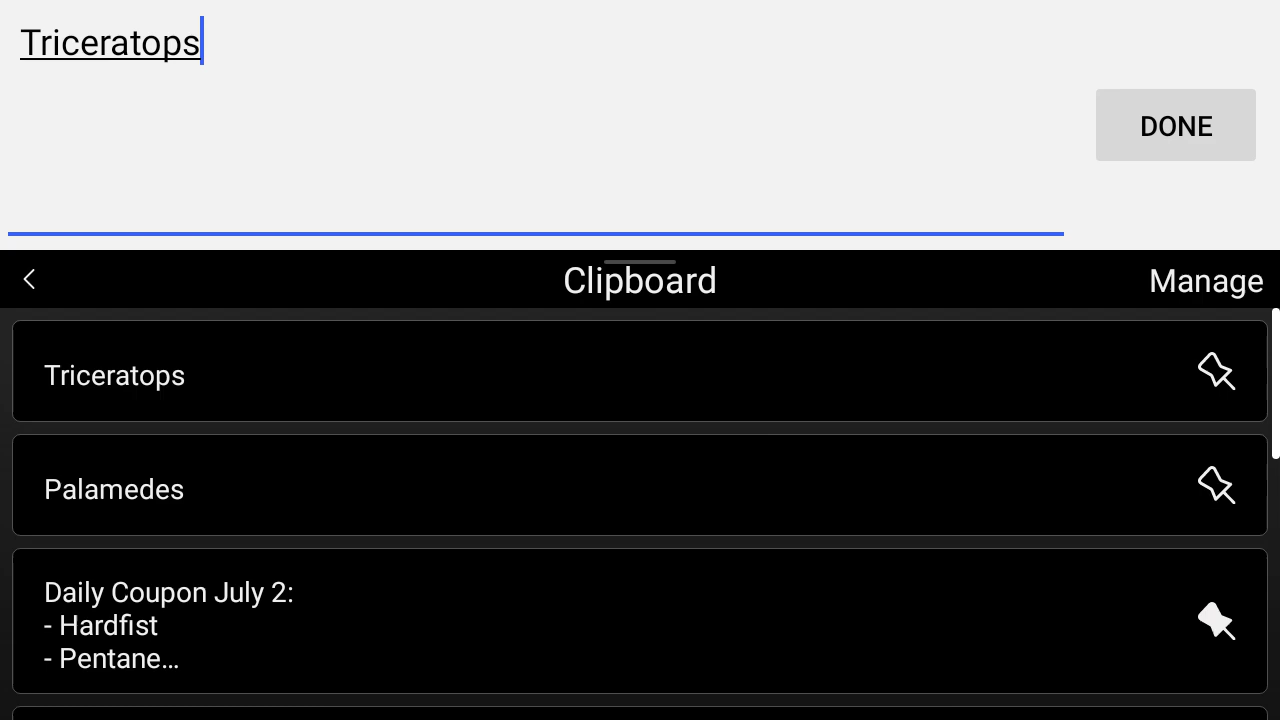 Triceratops
DONE
Clipboard
Manage
Triceratops
Palamedes
Daily Coupon July 2:
- Hardfist
- Pentane...